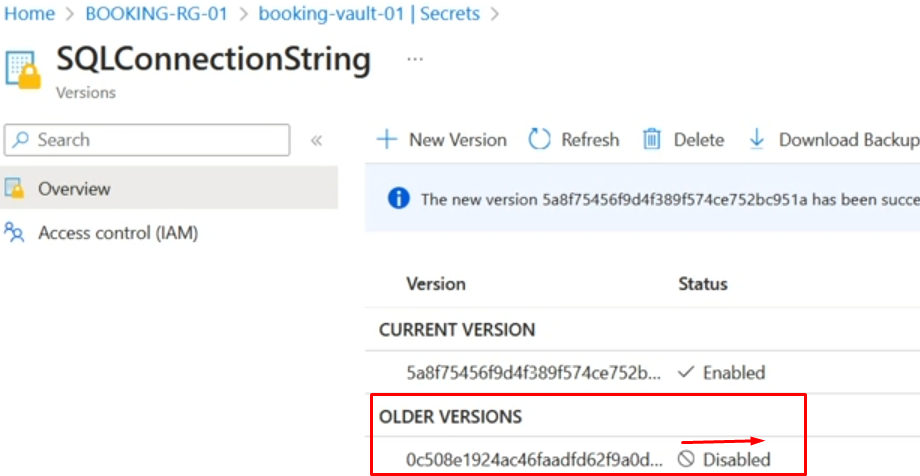 Home > BOOKING-RG-01 > booking-vault-01 | Secrets >
SQLConnectionString ...
Versions
Search «
New Version Refresh Delete Download Backup
Overview
Access control (IAM)
The new version 5a8f75456f9d4f389f574ce752bc951a has been succe
Version Status
CURRENT VERSION
5a8f75456f9d4f389f574ce752b... Enabled
OLDER VERSIONS
0c508e1924ac46faadfd62f9a0d... Disabled